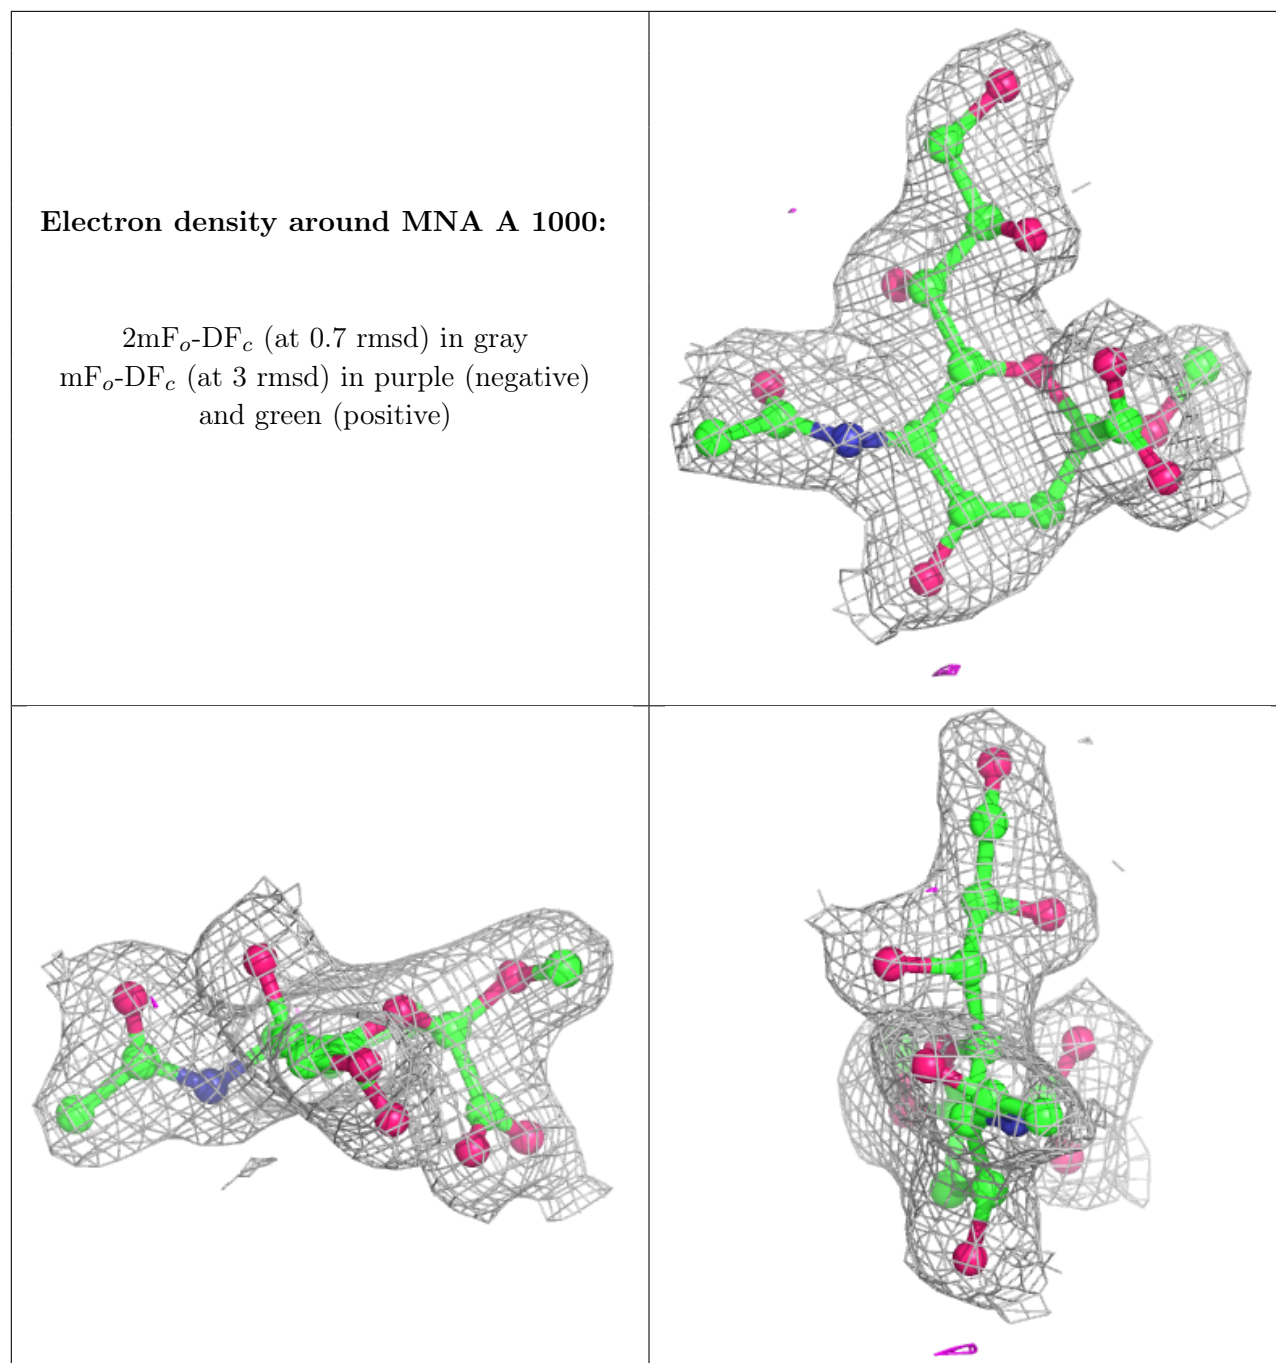 Electron density around MNA A 1000:
2mFₒ-DF𝒸 (at 0.7 rmsd) in gray
mFₒ-DF𝒸 (at 3 rmsd) in purple (negative)
and green (positive)